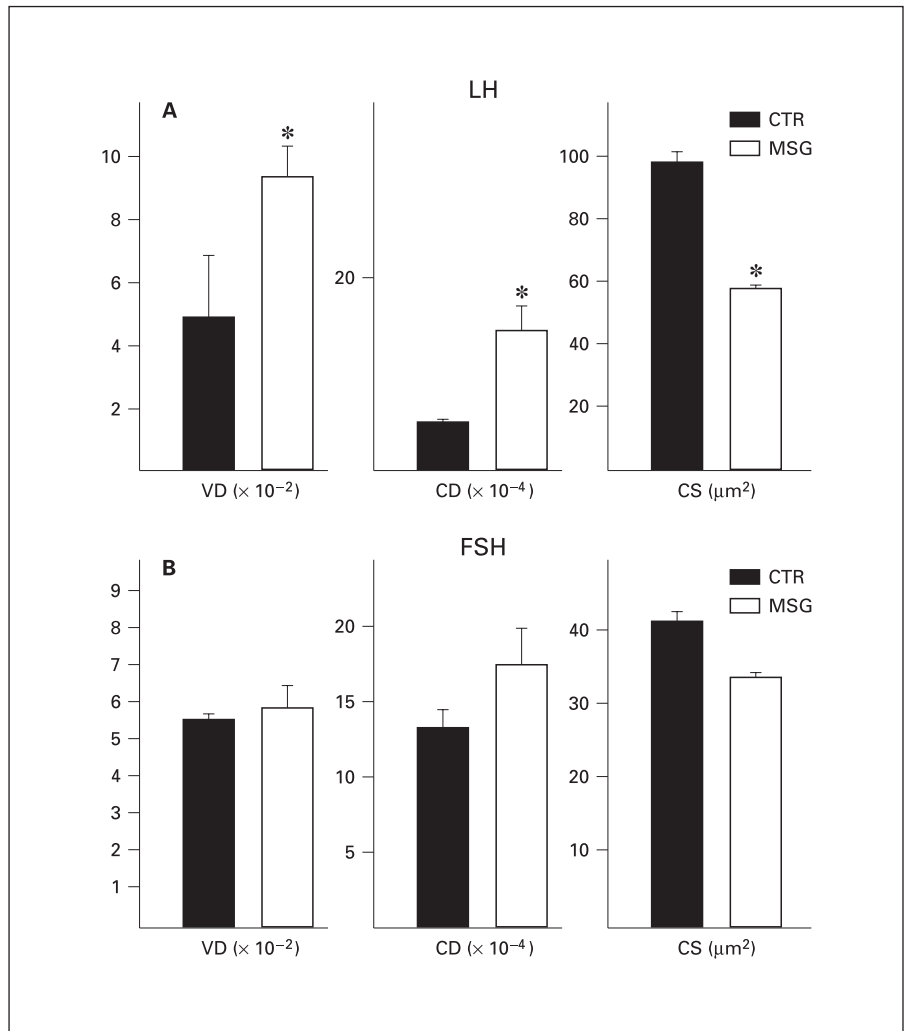 LH
A
*
*
*
CTR
MSG
10
8
6
4
2
20
100
80
60
40
20
VD (× 10⁻²)
CD (× 10⁻⁴)
CS (μm²)
FSH
B
CTR
MSG
9
8
7
6
5
4
3
2
1
20
15
10
5
40
30
20
10
VD (× 10⁻²)
CD (× 10⁻⁴)
CS (μm²)